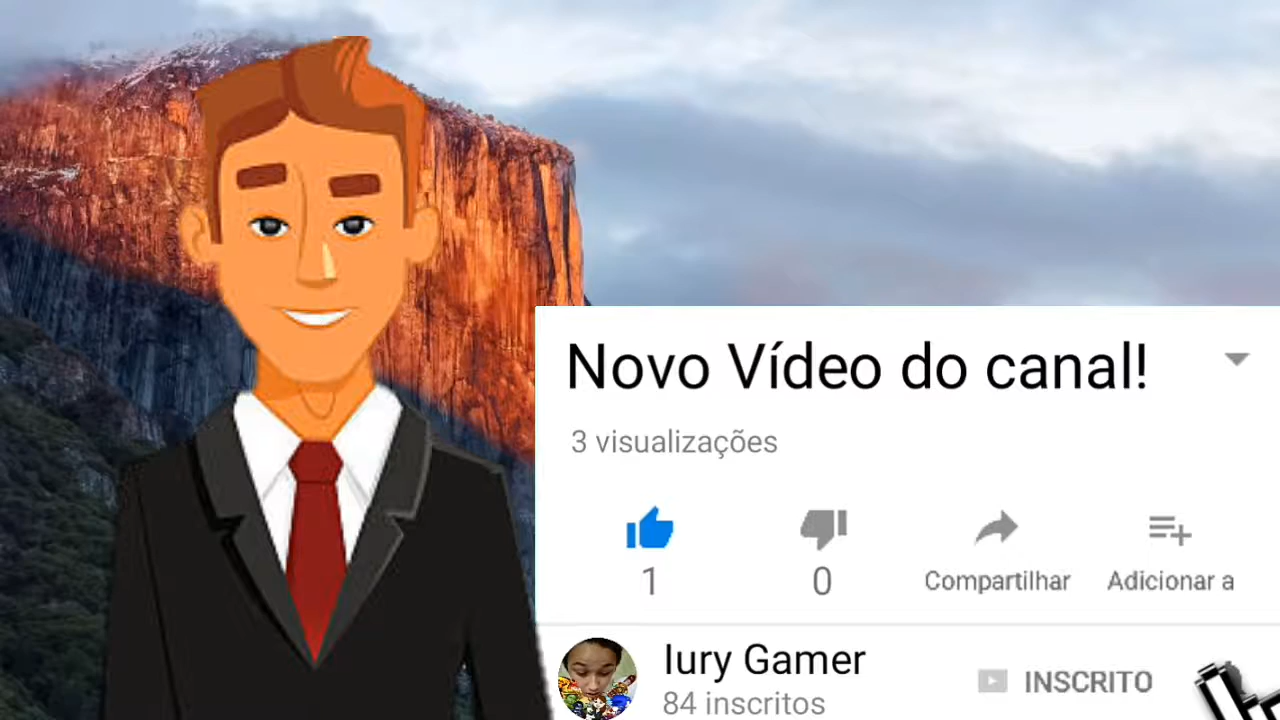 Novo Vídeo do canal!
3 visualizações
1
0
Compartilhar
Adicionar a
Iury Gamer
INSCRITO
84 inscritos